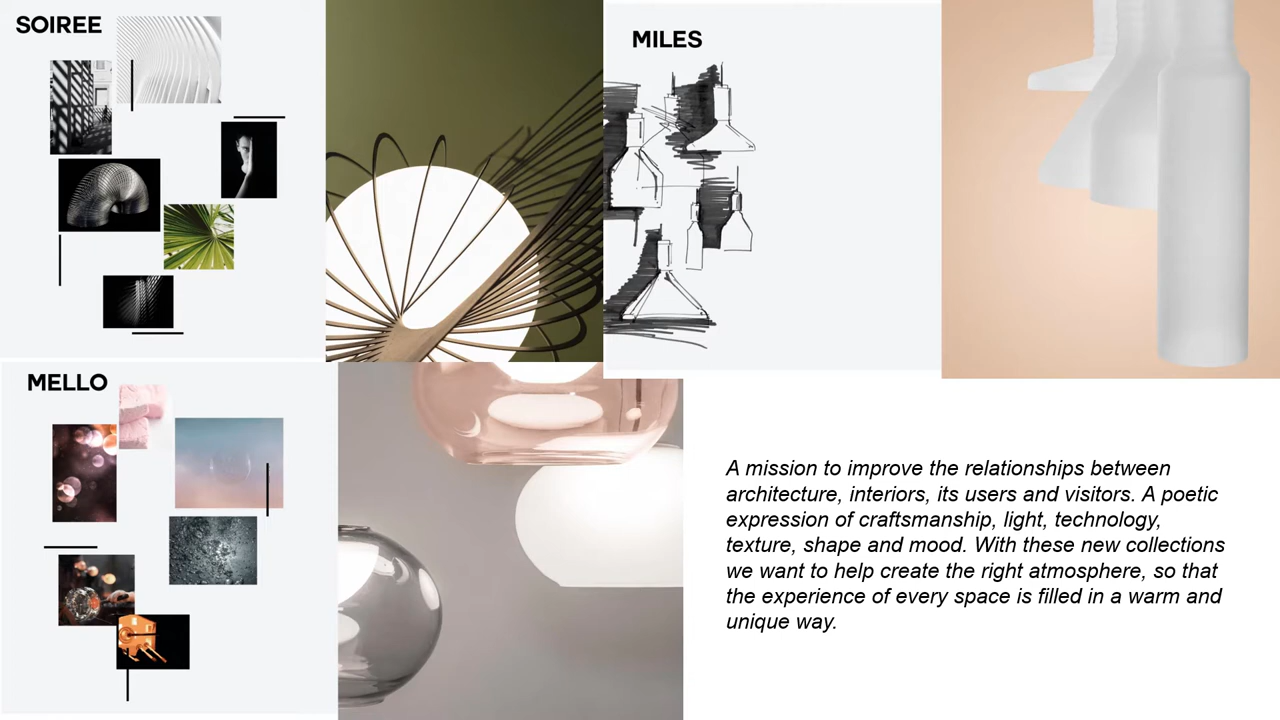 SOIREE
MILES
MELLO
A mission to improve the relationships between
architecture, interiors, its users and visitors. A poetic
expression of craftsmanship, light, technology,
texture, shape and mood. With these new collections
we want to help create the right atmosphere, so that
the experience of every space is filled in a warm and
unique way.